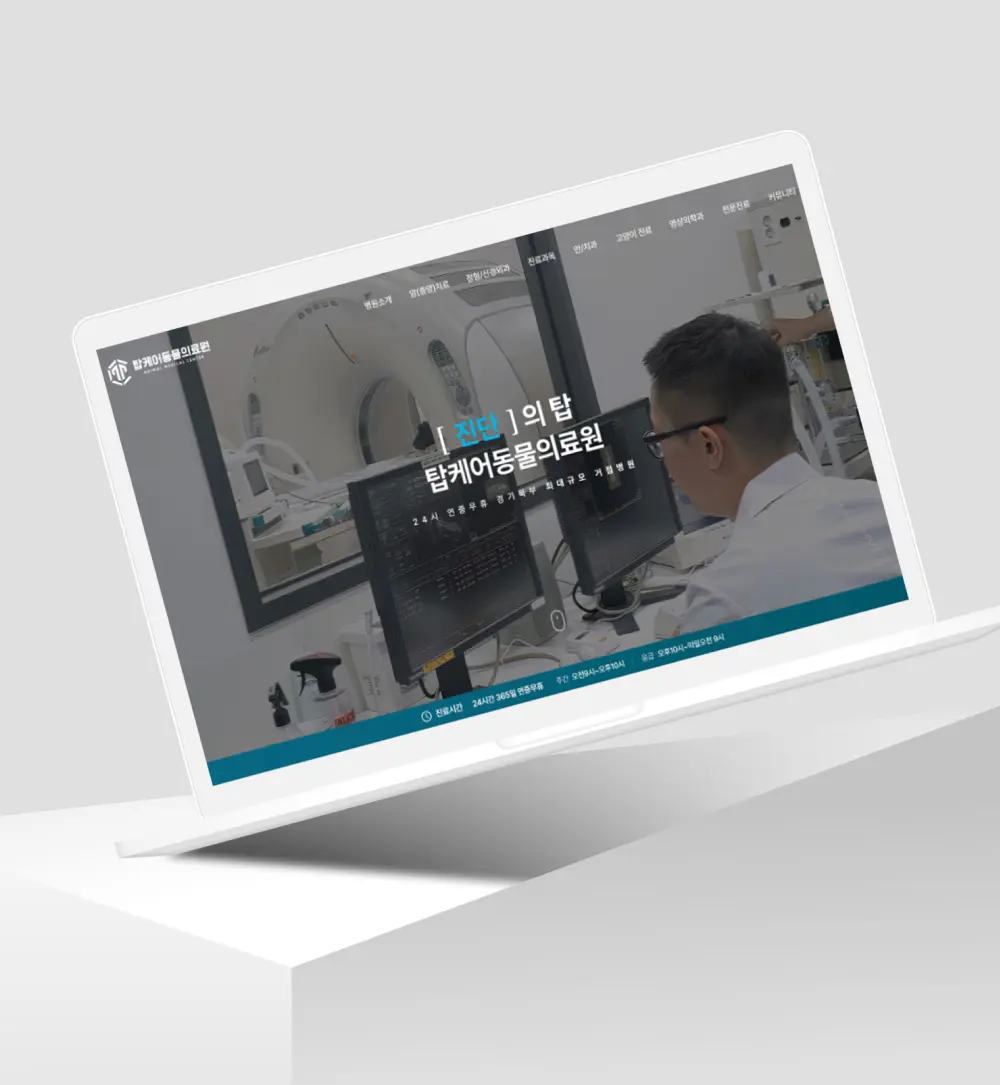 병원소개 암(종양)치료 정형/신경외과 진료과목 안/치과 고양이 진료 영상의학과 전문진료 커뮤니티
탑케어동물의료원
ANIMAL MEDICAL CENTER
[ 진단 ] 의 탑
탑케어동물의료원
24시 연중무휴 경기북부 최대규모 거점병원
진료시간 24시간 365일 연중무휴 주간 오전9시~오후10시 응급 오후10시~익일오전 9시